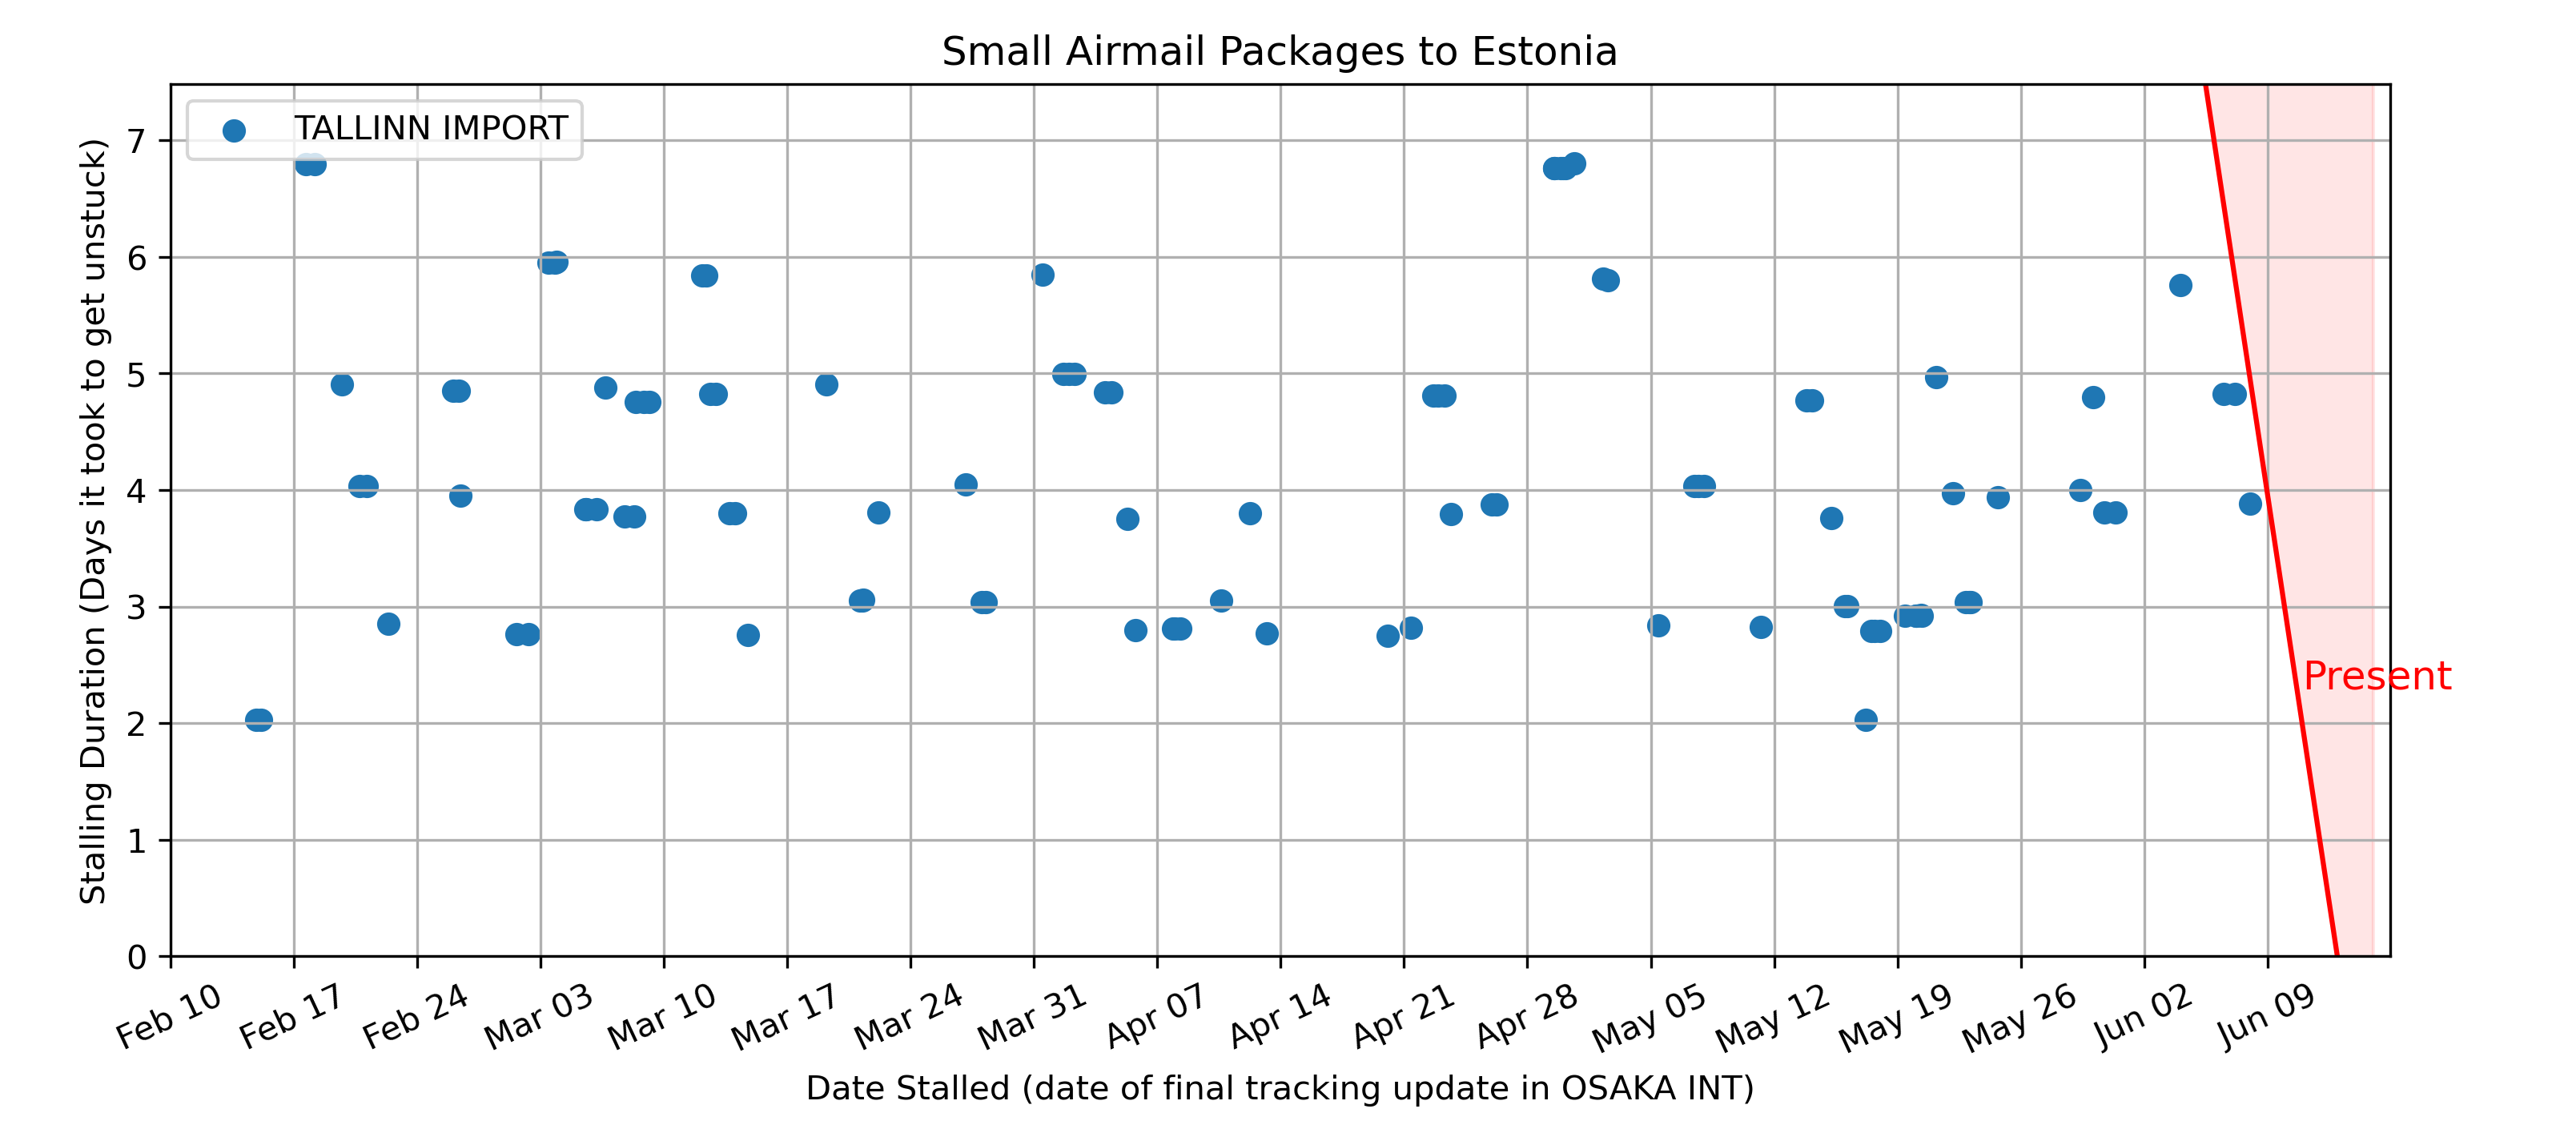 Small Airmail Packages to Estonia
TALLINN IMPORT
Stalling Duration (Days it took to get unstuck)
7
6
5
4
3
2
1
0
Present
Feb 10
Feb 17
Feb 24
Mar 03
Mar 10
Mar 17
Mar 24
Mar 31
Apr 07
Apr 14
Apr 21
Apr 28
May 05
May 12
May 19
May 26
Jun 02
Jun 09
Date Stalled (date of final tracking update in OSAKA INT)